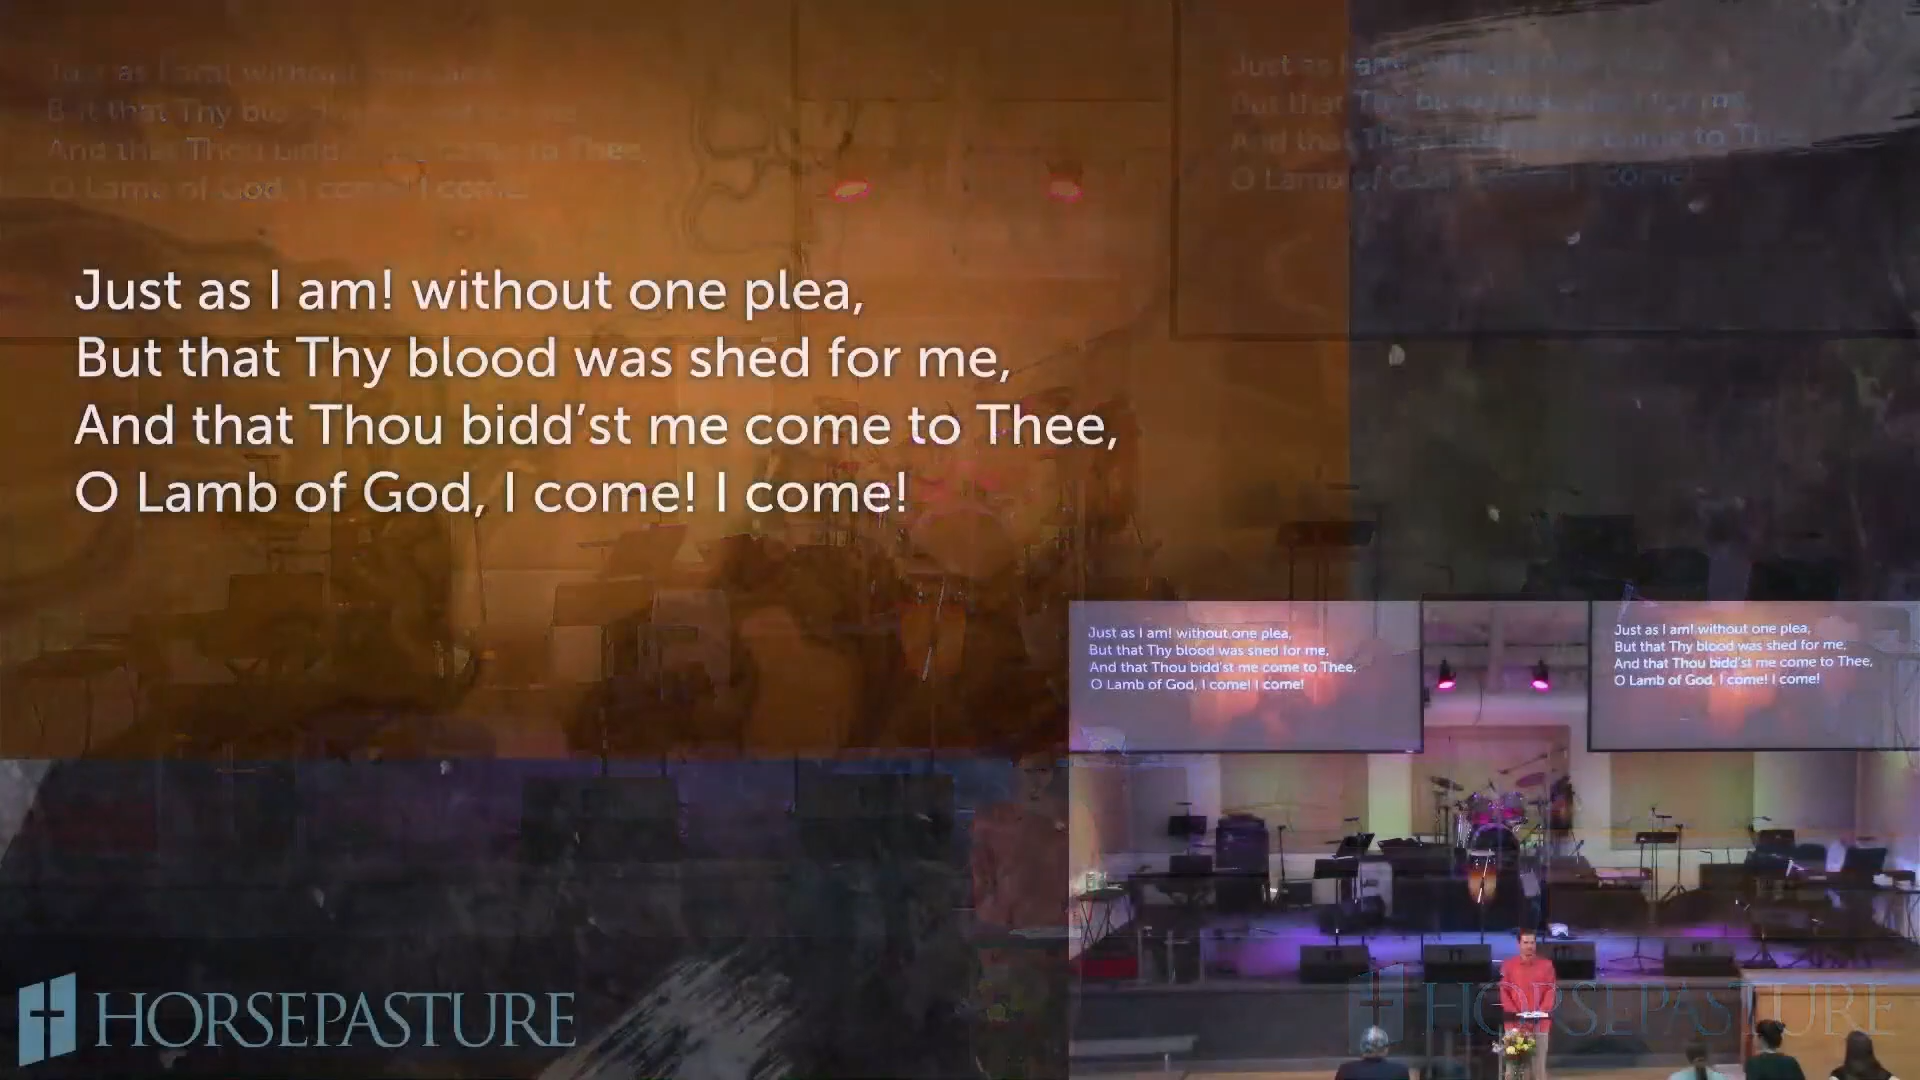 Just as I am! without one plea,
But that Thy blood was shed for me,
And that Thou bidd’st me come to Thee,
O Lamb of God, I come! I come!
Just as I am! without one plea,
But that Thy blood was shed for me,
And that Thou bidd’st me come to Thee,
O Lamb of God, I come! I come!
Just as I am! without one plea,
But that Thy blood was shed for me,
And that Thou bidd’st me come to Thee,
O Lamb of God, I come! I come!
HORSEPASTURE
HORSEPASTURE